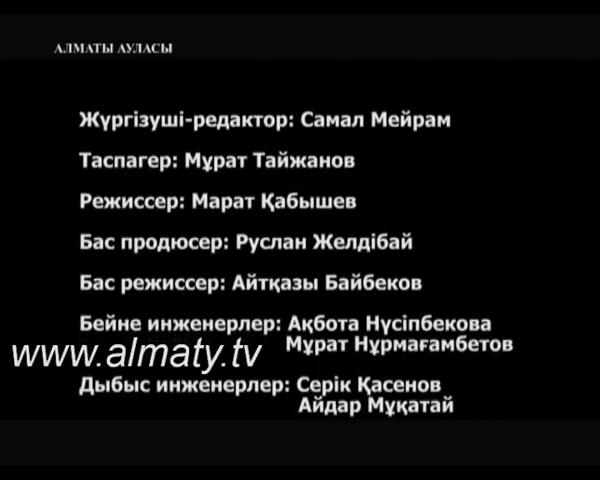 АЛМАТЫ АУЛАСЫ
Жүргізуші-редактор: Самал Мейрам
Таспагер: Мұрат Тайжанов
Режиссер: Марат Қабышев
Бас продюсер: Руслан Желдібай
Бас режиссер: Айтқазы Байбеков
Бейне инженерлер: Ақбота Нүсіпбекова
Мұрат Нұрмағамбетов
www.almaty.tv
Дыбыс инженерлер: Серік Қасенов
Айдар Мұқатай